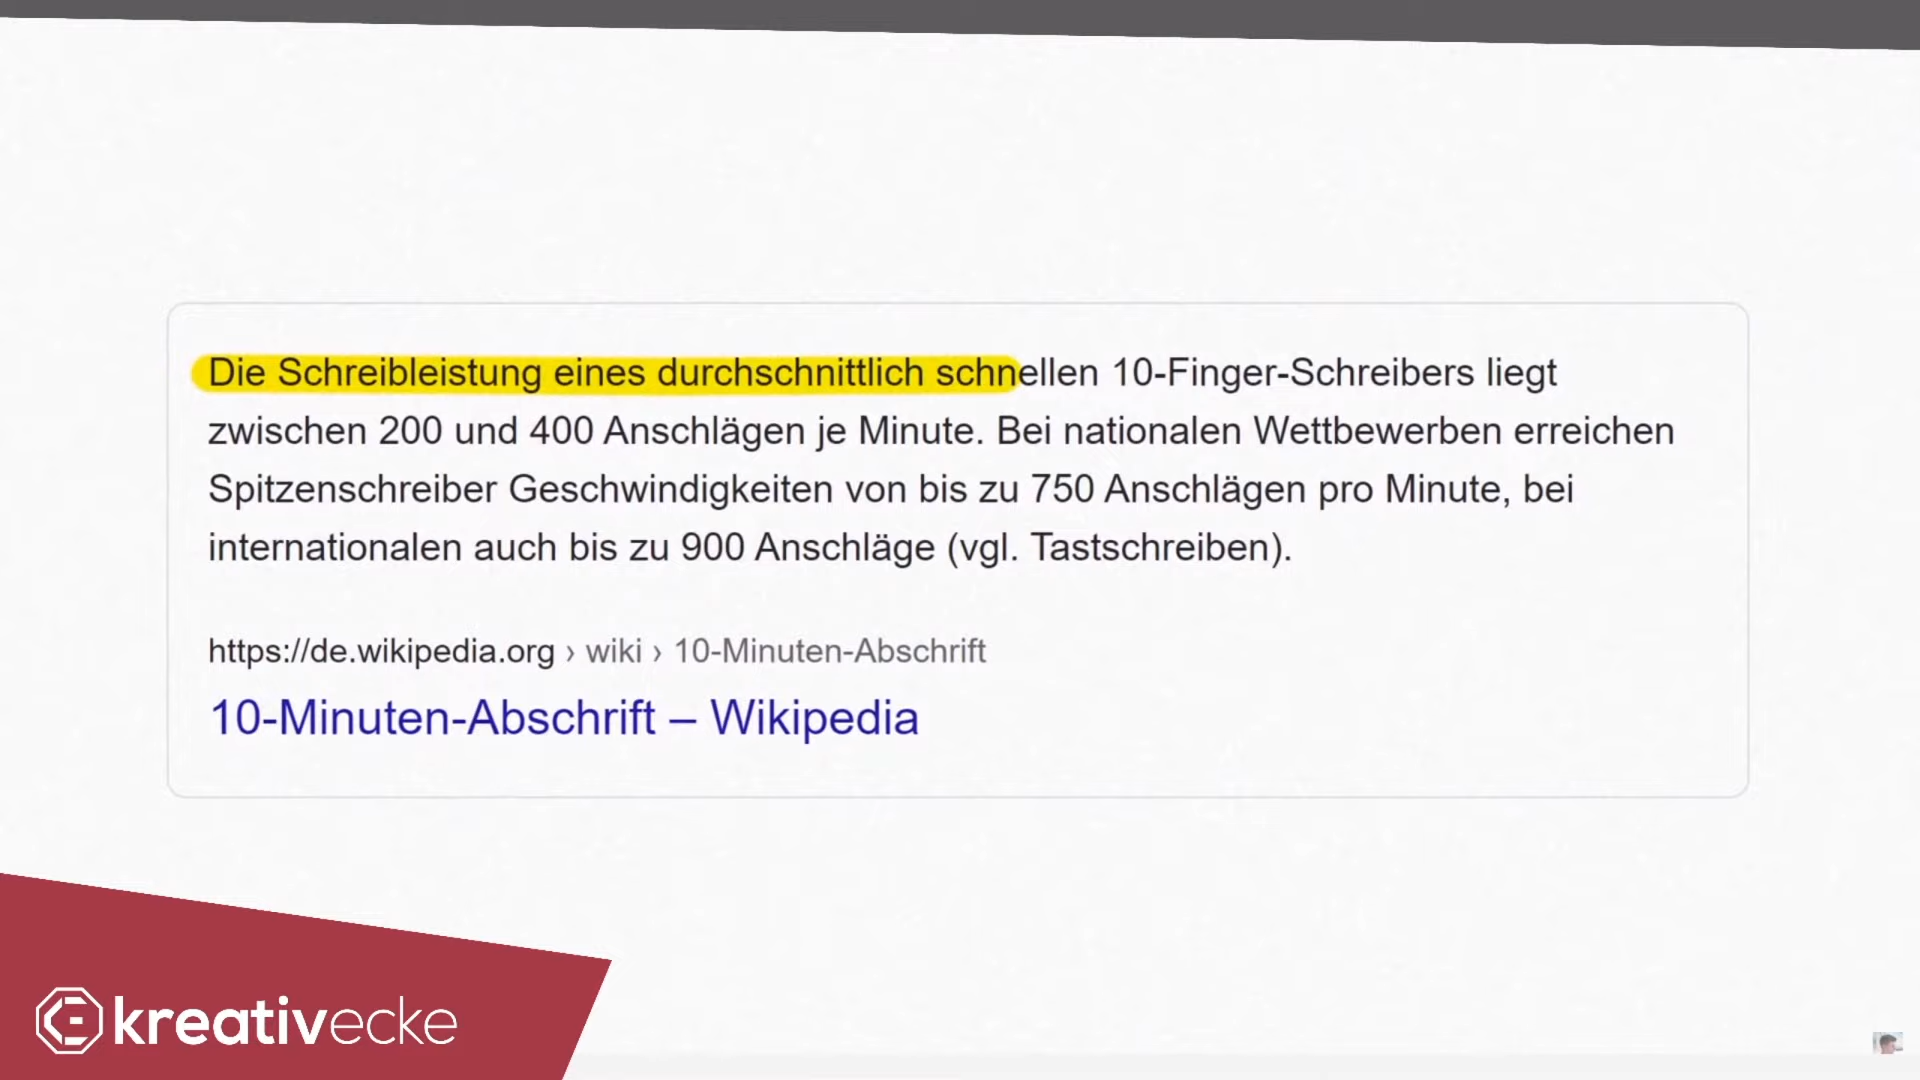 Die Schreibleistung eines durchschnittlich schnellen 10-Finger-Schreibers liegt
zwischen 200 und 400 Anschlägen je Minute. Bei nationalen Wettbewerben erreichen
Spitzenschreiber Geschwindigkeiten von bis zu 750 Anschlägen pro Minute, bei
internationalen auch bis zu 900 Anschläge (vgl. Tastschreiben).
https://de.wikipedia.org › wiki › 10-Minuten-Abschrift
10-Minuten-Abschrift – Wikipedia
kreativecke